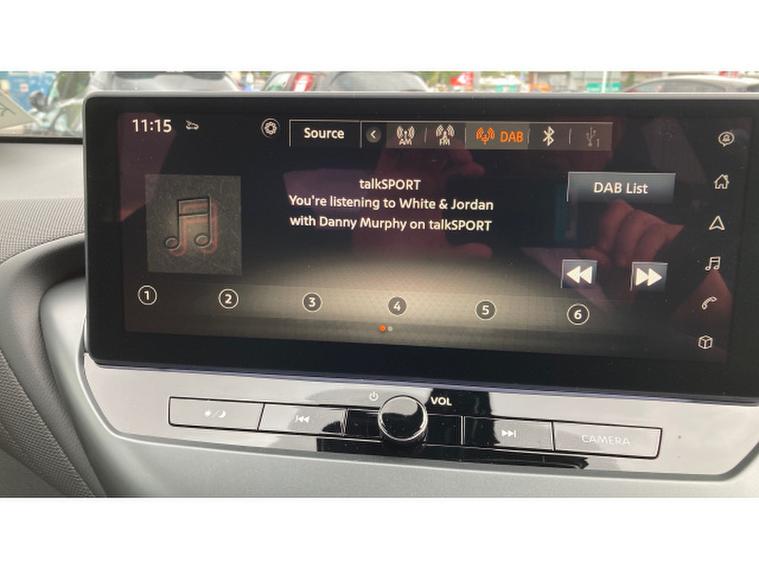 11:15
Source
AM
FM
DAB
1
talkSPORT
You're listening to White & Jordan
with Danny Murphy on talkSPORT
DAB List
1 2 3 4 5 6
VOL
CAMERA